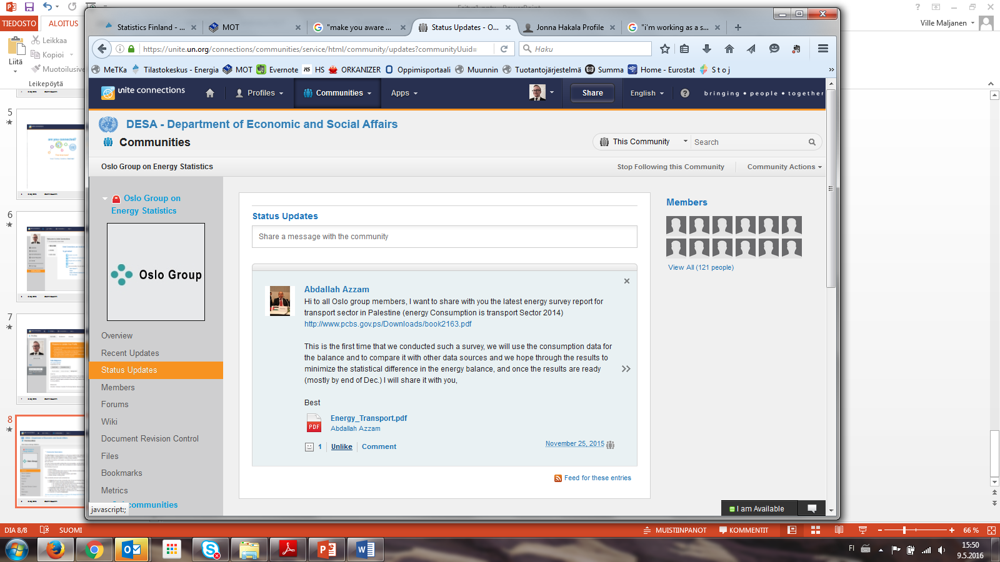 TIEDOSTO
ALOITUS
Leikkaa
Kopioi
Muotoilusive
Liitä
Leikepöytä
Ville Maljanen
5
6
7
8
Statistics Finland - ...
MOT
"make you aware ...
Status Updates - O...
Jonna Hakala Profile
"i'm working as a s...
https://unite.un.org/connections/communities/service/html/community/updates?communityUuid=
Haku
MeTKa
Tilastokeskus - Energia
MOT
Evernote
HS
ORKANIZER
Oppimisportaali
Muunnin
Tuotantojärjestelmä
Summa
Home - Eurostat
S t o j
unite connections
Profiles
Communities
Apps
Share
English
bringing • people • together
DESA - Department of Economic and Social Affairs
Communities
This Community
Search
Oslo Group on Energy Statistics
Stop Following this Community
Community Actions
Oslo Group on
Energy Statistics
Oslo Group
Overview
Recent Updates
Status Updates
Members
Forums
Wiki
Document Revision Control
Files
Bookmarks
Metrics
communities
javascript:;
Status Updates
Share a message with the community
Abdallah Azzam
Hi to all Oslo group members, I want to share with you the latest energy survey report for
transport sector in Palestine (energy Consumption is transport Sector 2014)
http://www.pcbs.gov.ps/Downloads/book2163.pdf
This is the first time that we conducted such a survey, we will use the consumption data for
the balance and to compare it with other data sources and we hope through the results to
minimize the statistical difference in the energy balance, and once the results are ready
(mostly by end of Dec.) I will share it with you,
Best
PDF
Energy_Transport.pdf
Abdallah Azzam
1
Unlike
Comment
November 25, 2015
Feed for these entries
Members
View All (121 people)
I am Available
DIA 8/8
SUOMI
MUISTIINPANOT
KOMMENTIT
66 %
FI
15:50
9.5.2016